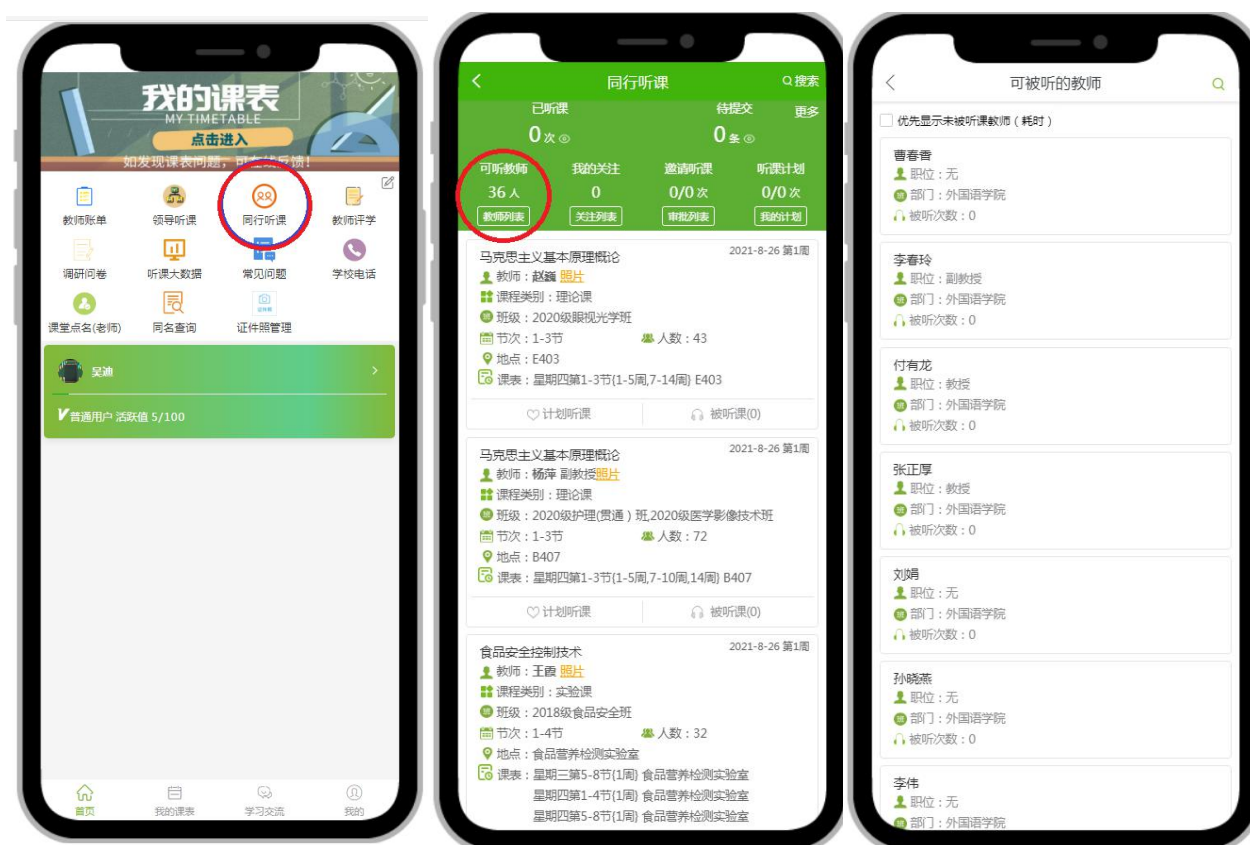 我的课表
MY TIMETABLE
点击进入
如发现课表问题，可在线反馈！
教师账单
领导听课
同行听课
教师评学
调研问卷
听课大数据
常见问题
学校电话
课堂点名(老师)
同名查询
证件照管理
吴迪
普通用户 活跃值 5/100
首页
我的课表
学习交流
我的
同行听课
搜索
已听课
待提交
更多
0次
0条
可听教师
我的关注
邀请听课
听课计划
36人
0
0/0次
0/0次
教师列表
关注列表
审批列表
我的计划
马克思主义基本原理概论
2021-8-26 第1周
教师：赵巍 照片
课程类别：理论课
班级：2020级眼视光学班
节次：1-3节 人数：43
地点：E403
课表：星期四第1-3节{1-5周,7-14周} E403
计划听课
被听课(0)
马克思主义基本原理概论
2021-8-26 第1周
教师：杨萍 副教授照片
课程类别：理论课
班级：2020级护理(贯通）班,2020级医学影像技术班
节次：1-3节 人数：72
地点：B407
课表：星期四第1-3节{1-5周,7-10周,14周} B407
计划听课
被听课(0)
食品安全控制技术
2021-8-26 第1周
教师：王霞 照片
课程类别：实验课
班级：2018级食品安全班
节次：1-4节 人数：32
地点：食品营养检测实验室
课表：星期三第5-8节{1周} 食品营养检测实验室
星期四第1-4节{1周} 食品营养检测实验室
星期四第5-8节{1周} 食品营养检测实验室
可被听的教师
优先显示未被听课教师（耗时）
曹春香
职位：无
部门：外国语学院
被听次数：0
李春玲
职位：副教授
部门：外国语学院
被听次数：0
付有龙
职位：教授
部门：外国语学院
被听次数：0
张正厚
职位：教授
部门：外国语学院
被听次数：0
刘娟
职位：无
部门：外国语学院
被听次数：0
孙晓燕
职位：无
部门：外国语学院
被听次数：0
李伟
职位：无
部门：外国语学院